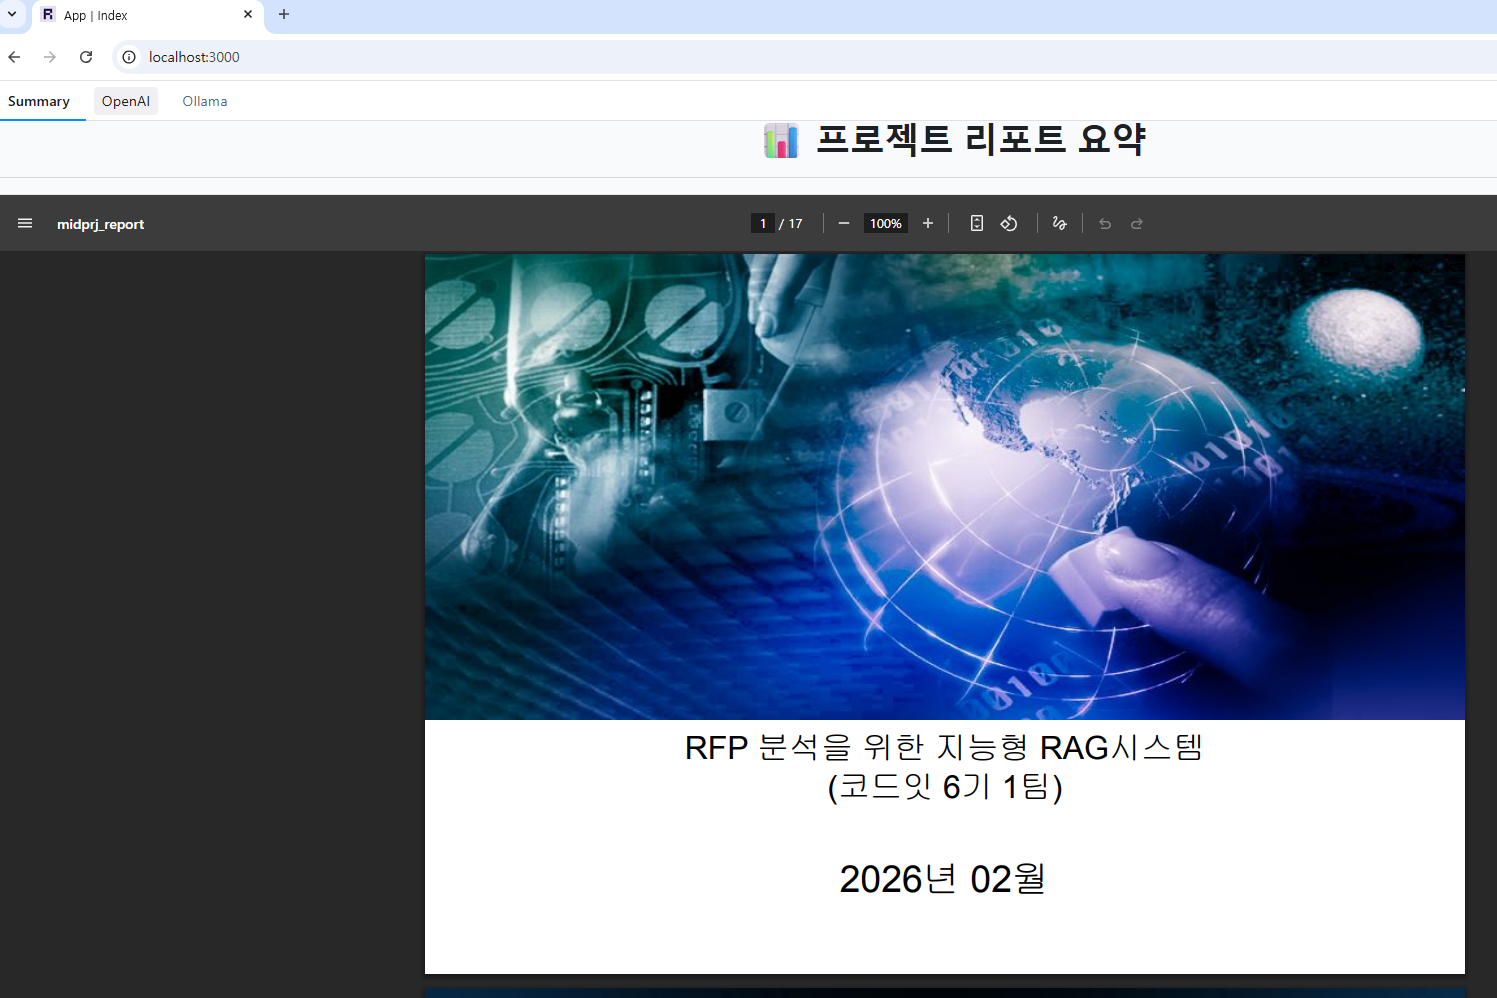 App | Index
localhost:3000
Summary
OpenAI
Ollama
프로젝트 리포트 요약
midprj_report
1 / 17
100%
RFP 분석을 위한 지능형 RAG시스템
(코드잇 6기 1팀)
2026년 02월